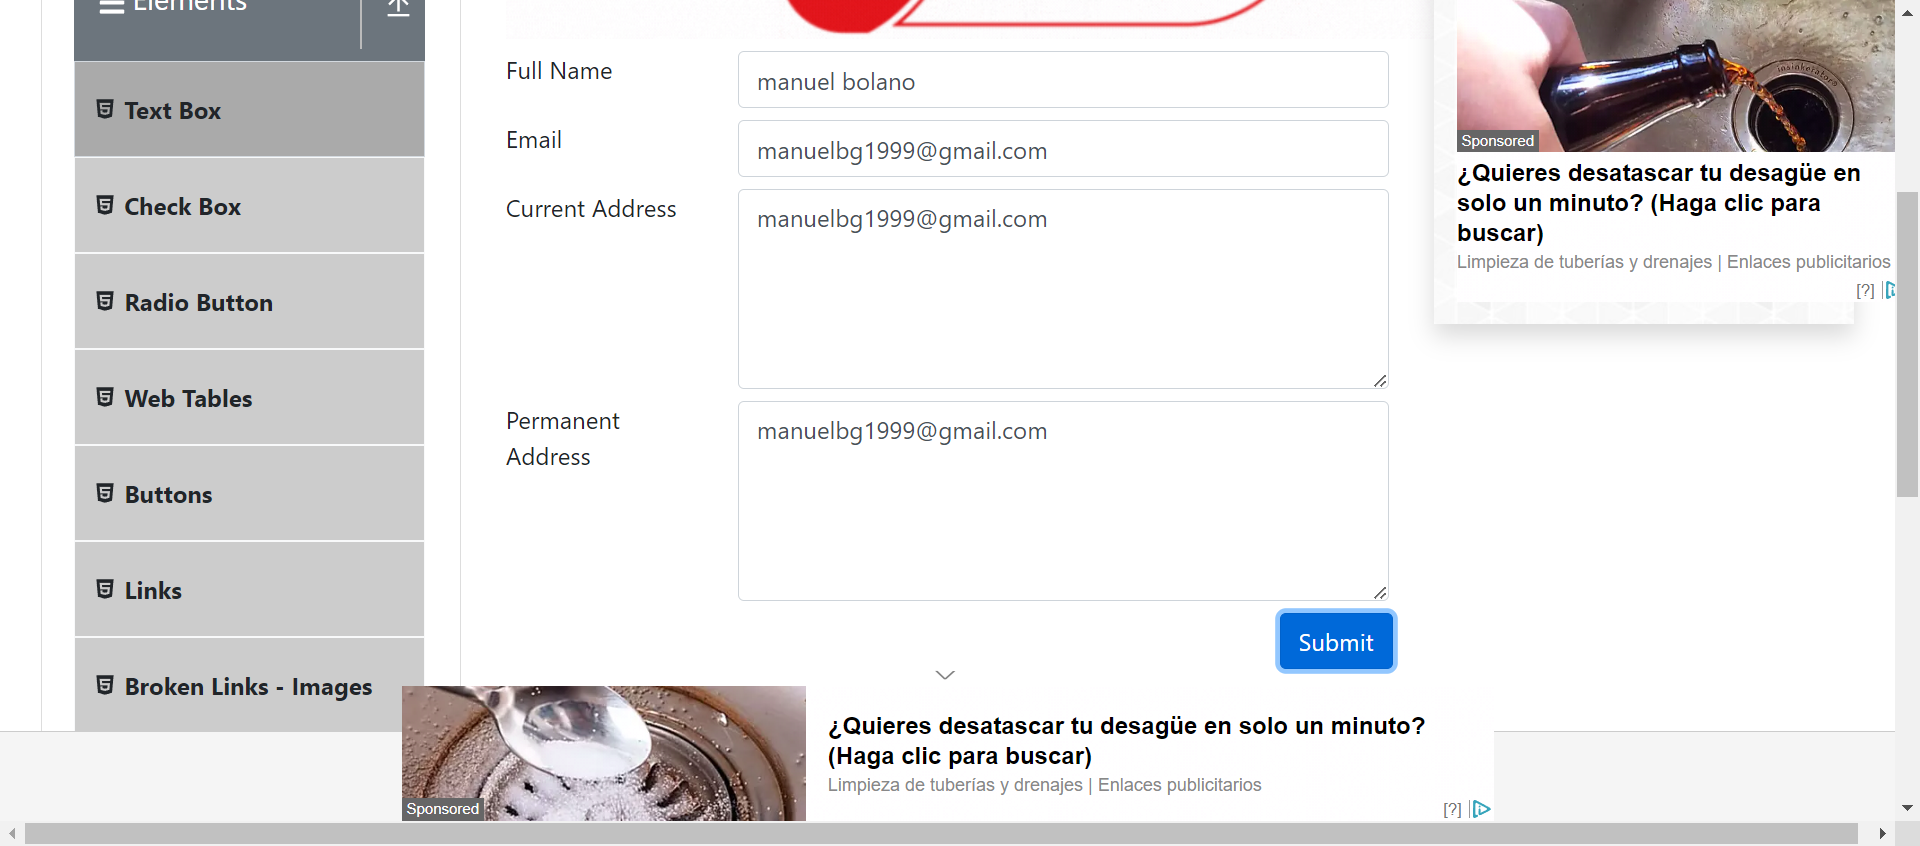 Elements
Text Box
Check Box
Radio Button
Web Tables
Buttons
Links
Broken Links - Images
Full Name
manuel bolano
Email
manuelbg1999@gmail.com
Current Address
manuelbg1999@gmail.com
Permanent
Address
manuelbg1999@gmail.com
Submit
insinkerator
Sponsored
¿Quieres desatascar tu desagüe en
solo un minuto? (Haga clic para
buscar)
Limpieza de tuberías y drenajes | Enlaces publicitarios
[?]
Sponsored
¿Quieres desatascar tu desagüe en solo un minuto?
(Haga clic para buscar)
Limpieza de tuberías y drenajes | Enlaces publicitarios
[?]